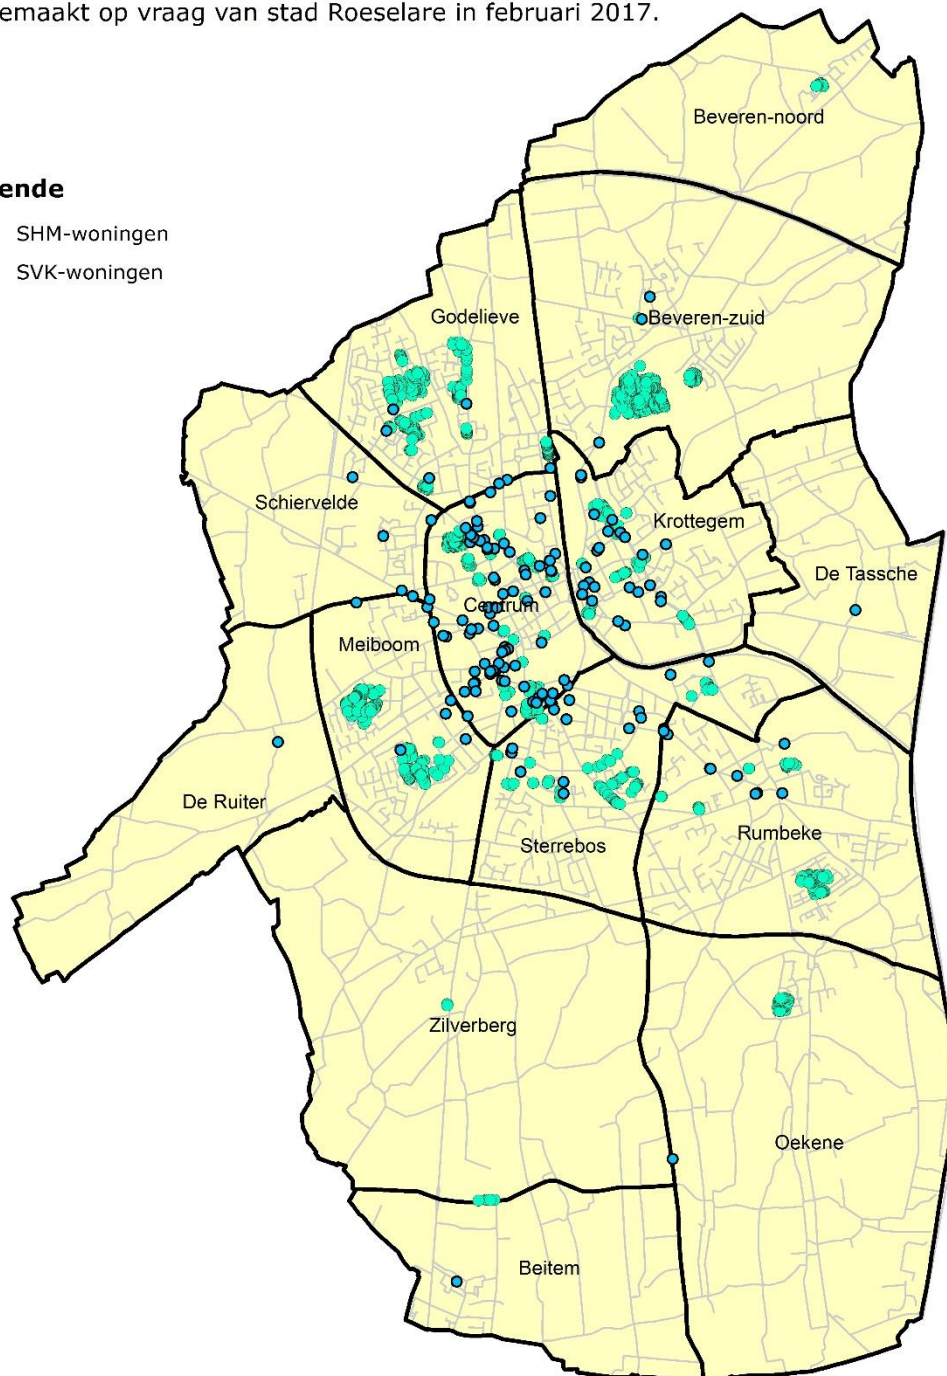 emaakt op vraag van stad Roeselare in februari 2017.
ende
SHM-woningen
SVK-woningen
Beveren-noord
Godelieve
Beveren-zuid
Schiervelde
Krottegem
De Tassche
Centrum
Meiboom
De Ruiter
Sterrebos
Rumbeke
Zilverberg
Oekene
Beitem